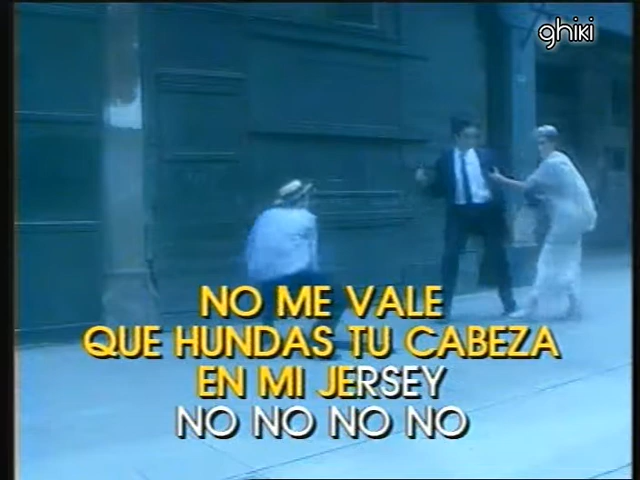 ghiki
NO ME VALE
QUE HUNDAS TU CABEZA
EN MI JERSEY
NO NO NO NO